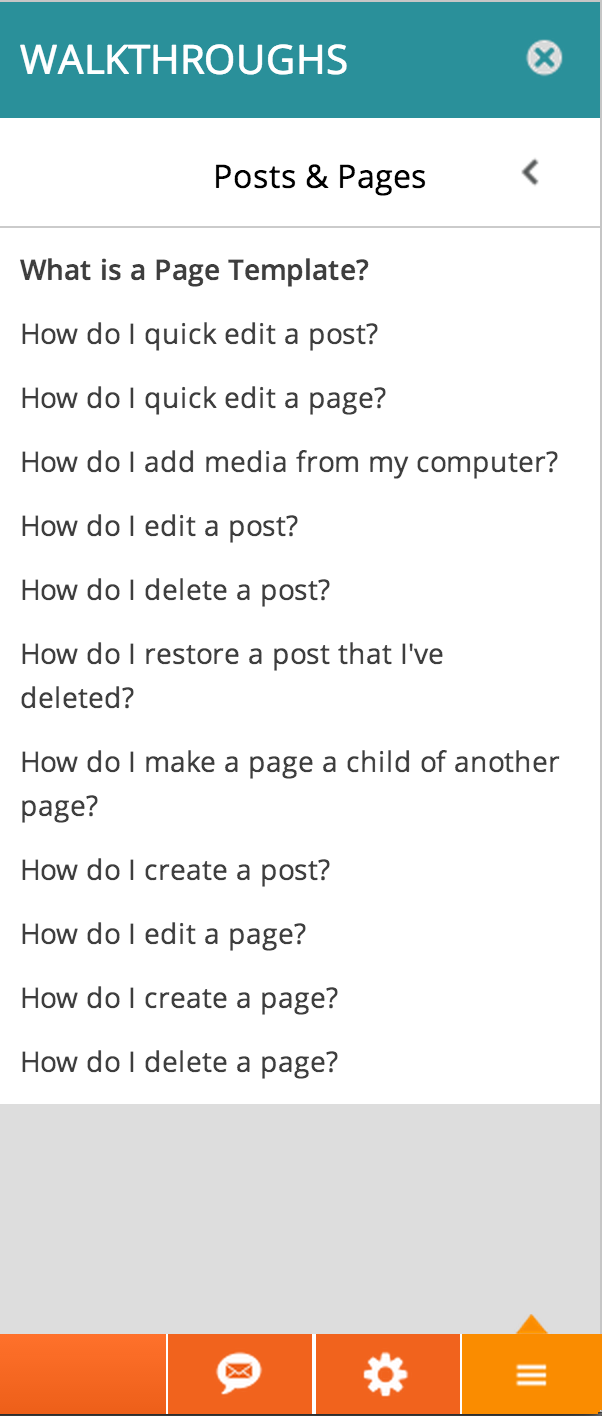 WALKTHROUGHS
Posts & Pages
What is a Page Template?
How do I quick edit a post?
How do I quick edit a page?
How do I add media from my computer?
How do I edit a post?
How do I delete a post?
How do I restore a post that I've
deleted?
How do I make a page a child of another
page?
How do I create a post?
How do I edit a page?
How do I create a page?
How do I delete a page?